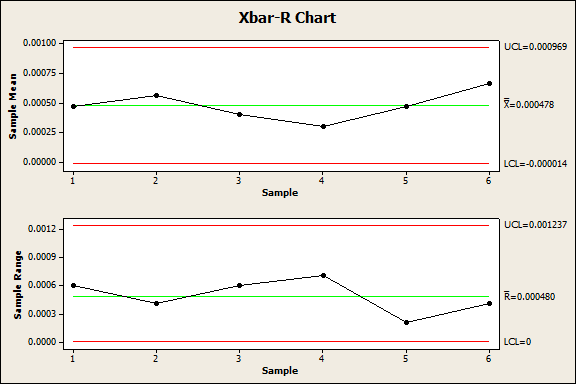 Xbar-R Chart
Sample Mean
0.00100
0.00075
0.00050
0.00025
0.00000
UCL=0.000969
X̿=0.000478
LCL=-0.000014
1 2 3 4 5 6
Sample
Sample Range
0.0012
0.0009
0.0006
0.0003
0.0000
UCL=0.001237
R̅=0.000480
LCL=0
1 2 3 4 5 6
Sample